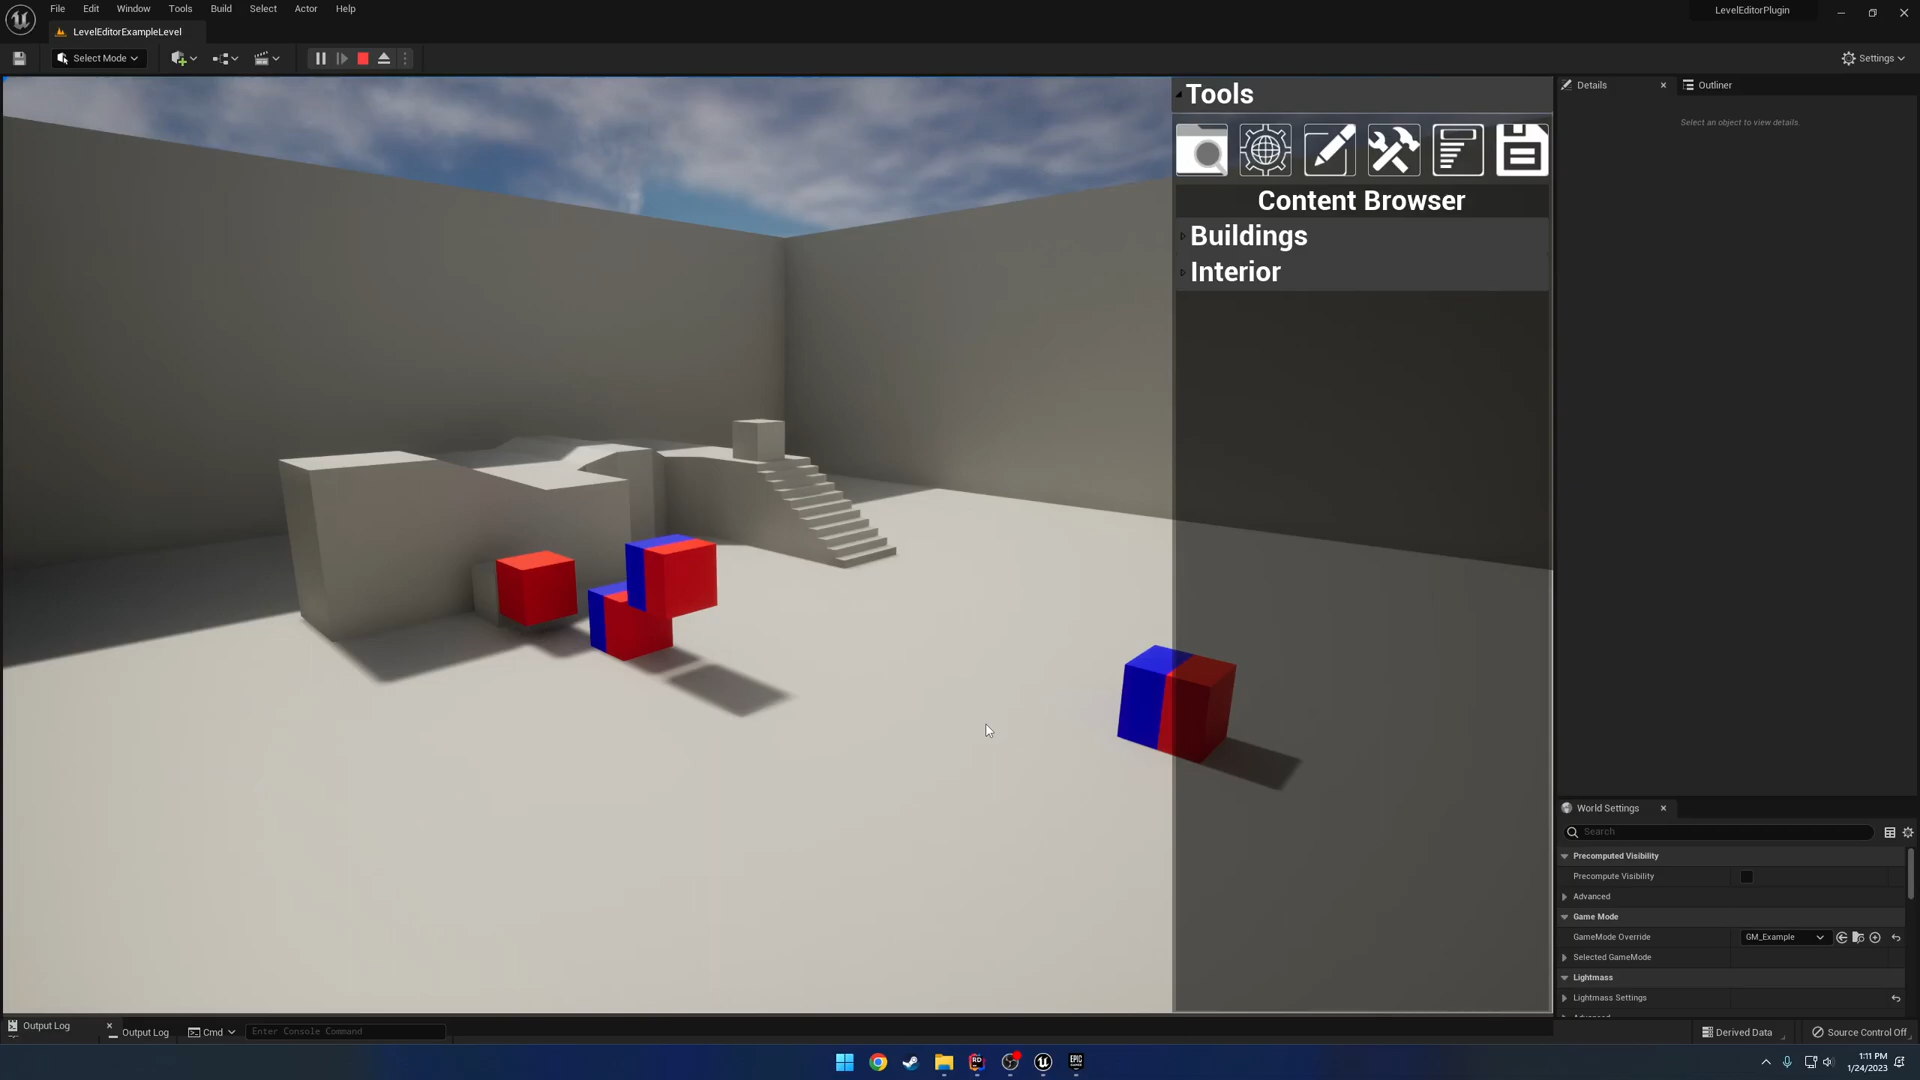 File Edit Window Tools Build Select Actor Help
LevelEditorPlugin
LevelEditorExampleLevel
Select Mode
Settings
Tools
Content Browser
Buildings
Interior
Details
Outliner
Select an object to view details.
World Settings
Search
Precomputed Visibility
Precompute Visibility
Advanced
Game Mode
GameMode Override GM_Example
Selected GameMode
Lightmass
Lightmass Settings
Output Log
Output Log
Cmd
Enter Console Command
Derived Data
Source Control Off
RD
EPIC
1:11 PM
1/24/2023